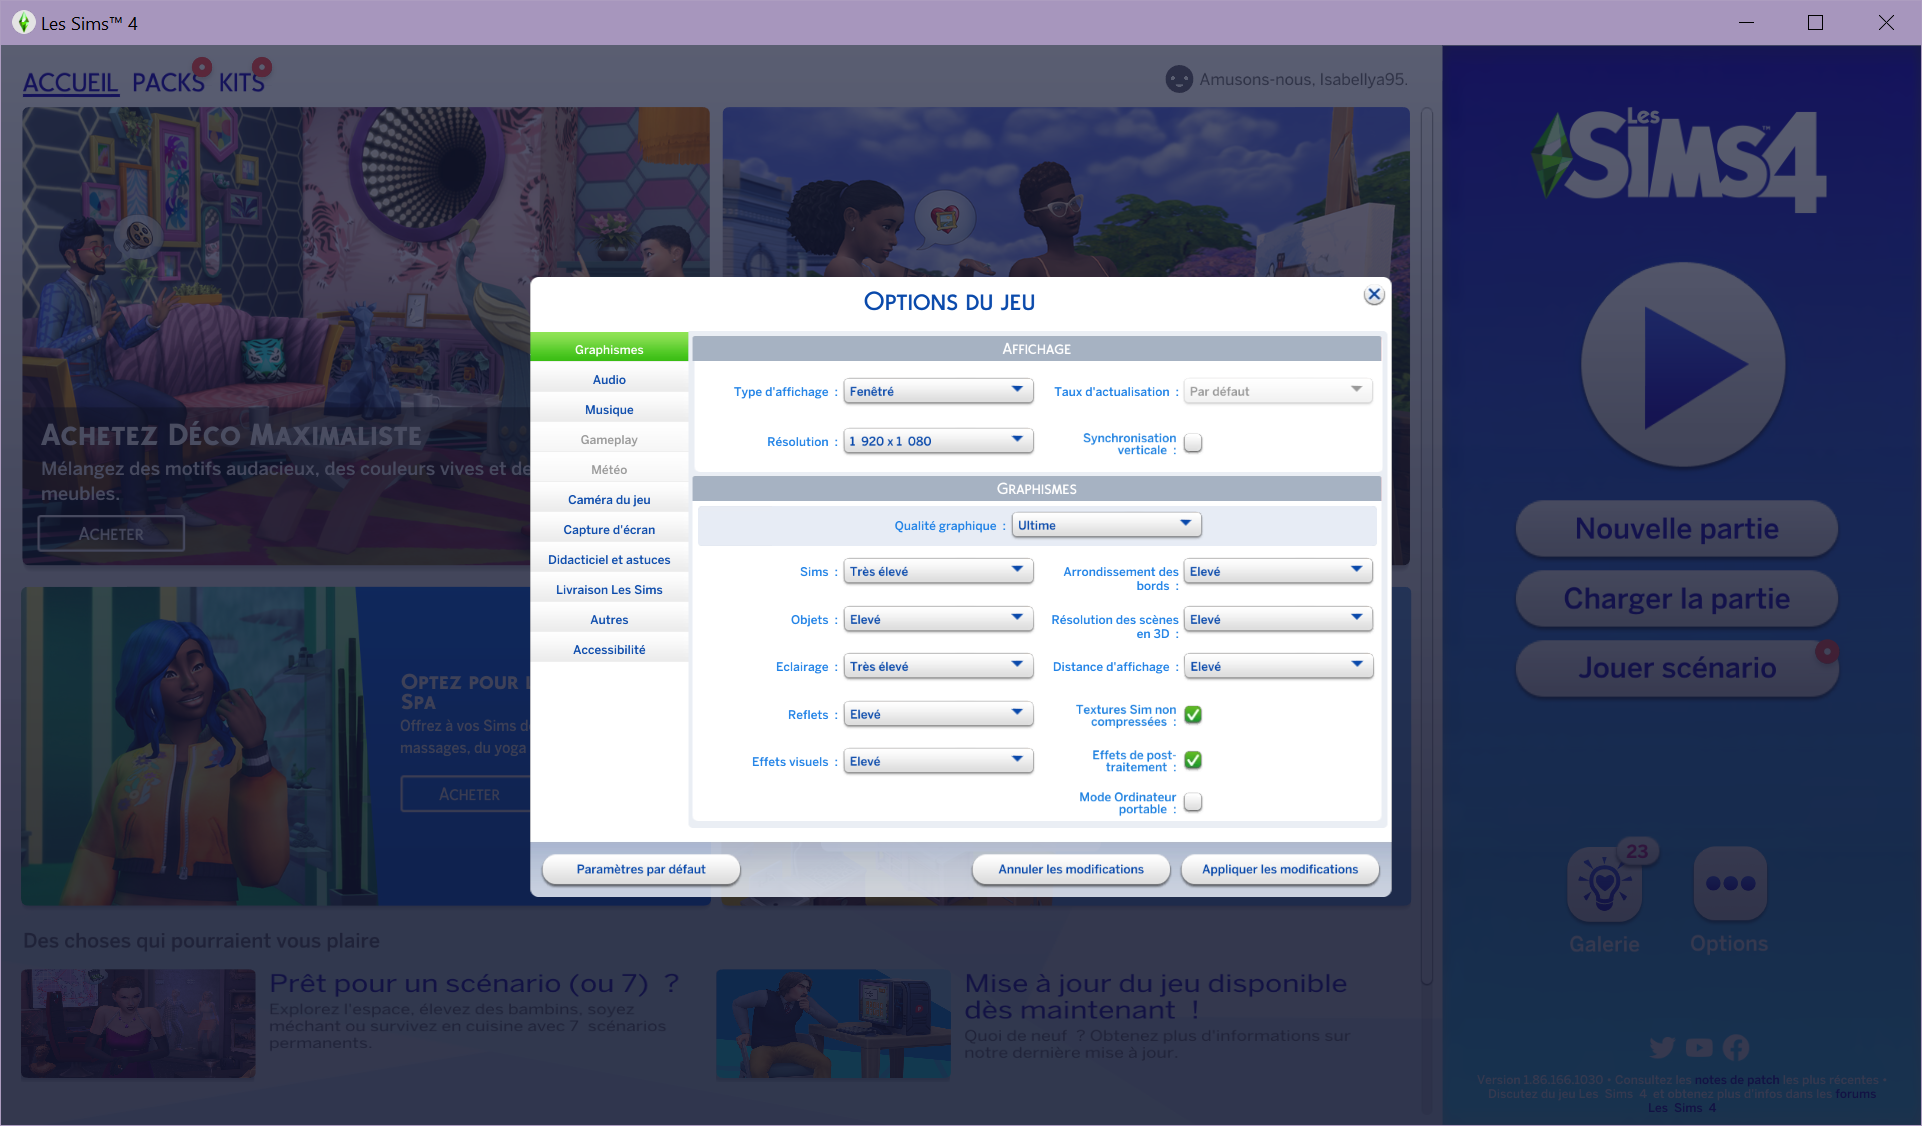 Les Sims™ 4
ACCUEIL PACKS KITS
Amusons-nous, Isabellya95.
ACHETEZ DÉCO MAXIMALISTE
Mélangez des motifs audacieux, des couleurs vives et de
meubles.
ACHETER
OPTEZ POUR
SPA
Offrez à vos Sims d
massages, du yoga
ACHETER
Des choses qui pourraient vous plaire
Prêt pour un scénario (ou 7) ?
Explorez l'espace, élevez des bambins, soyez
méchant ou survivez en cuisine avec 7 scénarios
permanents.
Mise à jour du jeu disponible
dès maintenant !
Quoi de neuf ? Obtenez plus d'informations sur
notre dernière mise à jour.
OPTIONS DU JEU
Graphismes
Audio
Musique
Gameplay
Météo
Caméra du jeu
Capture d'écran
Didacticiel et astuces
Livraison Les Sims
Autres
Accessibilité
AFFICHAGE
Type d'affichage : Fenêtré
Taux d'actualisation : Par défaut
Résolution : 1 920 x 1 080
Synchronisation
verticale :
GRAPHISMES
Qualité graphique : Ultime
Sims : Très élevé
Arrondissement des
bords : Elevé
Objets : Elevé
Résolution des scènes
en 3D : Elevé
Eclairage : Très élevé
Distance d'affichage : Elevé
Reflets : Elevé
Textures Sim non
compressées :
Effets visuels : Elevé
Effets de post-
traitement :
Mode Ordinateur
portable :
Paramètres par défaut
Annuler les modifications
Appliquer les modifications
Les
SIMS 4
Nouvelle partie
Charger la partie
Jouer scénario
23
Galerie
Options
Version 1.86.166.1030 • Consultez les notes de patch les plus récentes •
Discutez du jeu Les Sims 4 et obtenez plus d'infos dans les forums
Les Sims 4